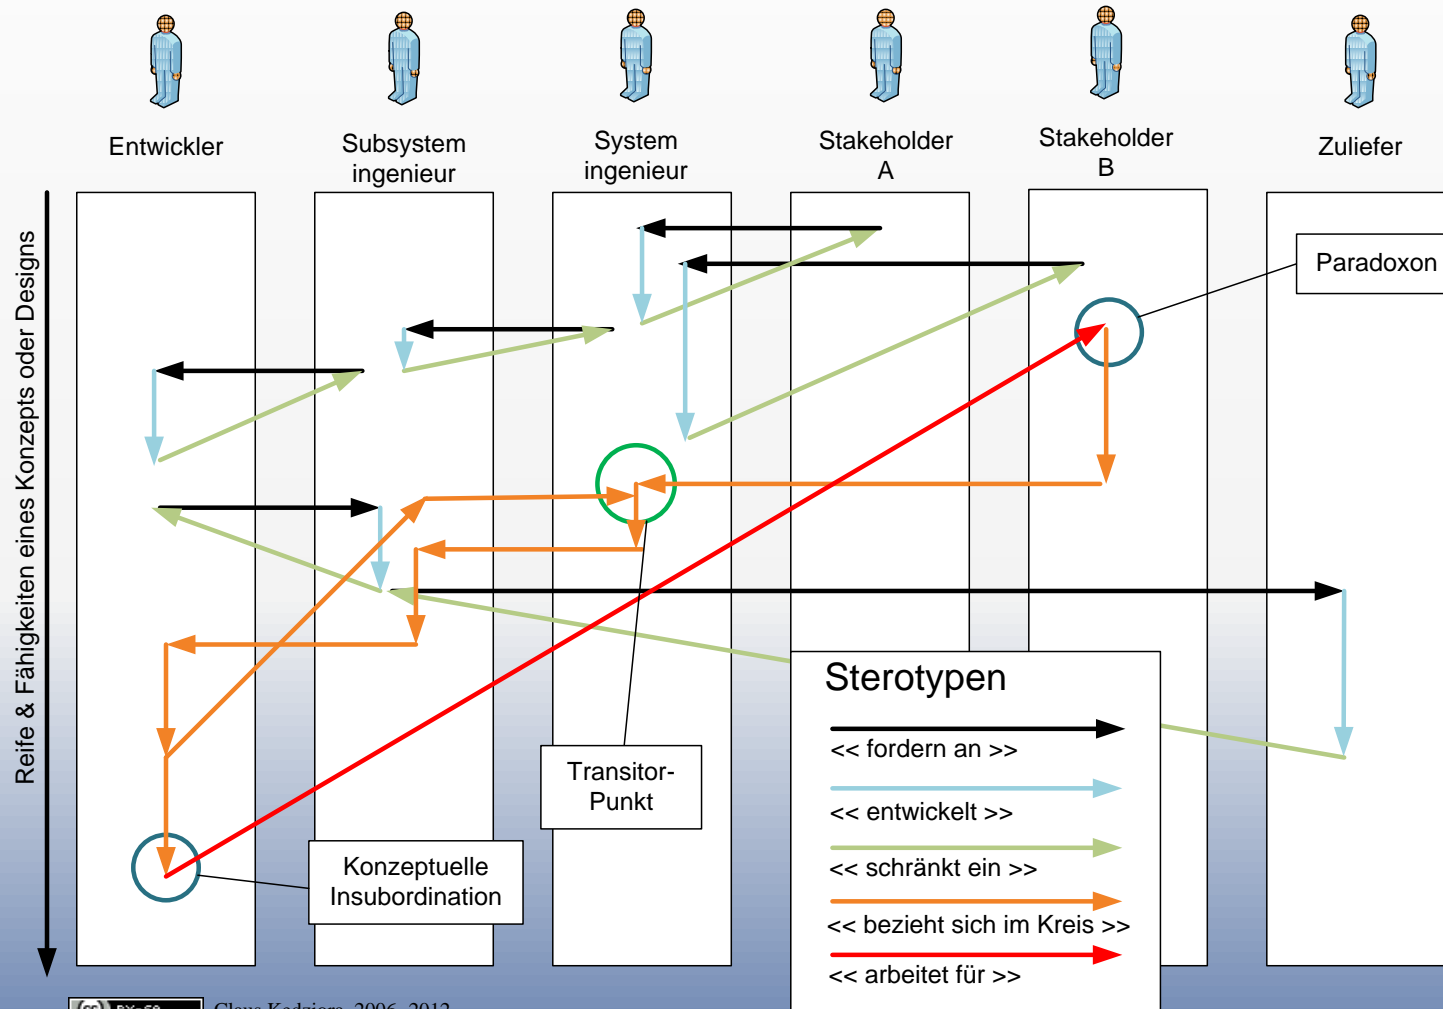 Entwickler
Subsystem
ingenieur
System
ingenieur
Stakeholder
A
Stakeholder
B
Zuliefer
Reife & Fähigkeiten eines Konzepts oder Designs
Paradoxon
Transitor-
Punkt
Konzeptuelle
Insubordination
Sterotypen
<< fordern an >>
<< entwickelt >>
<< schränkt ein >>
<< bezieht sich im Kreis >>
<< arbeitet für >>